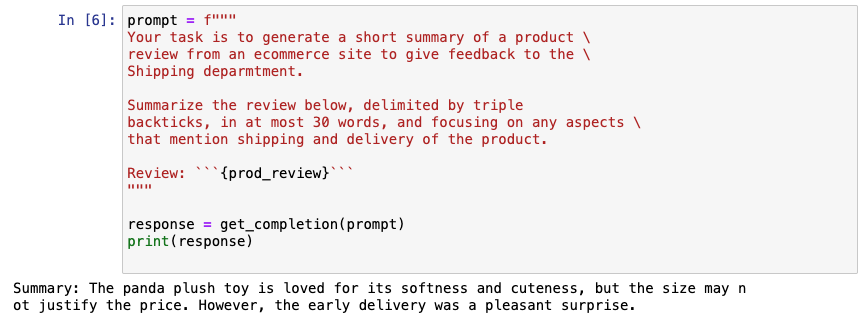 In [6]: prompt = f"""
Your task is to generate a short summary of a product \
review from an ecommerce site to give feedback to the \
Shipping deparmtment.

Summarize the review below, delimited by triple
backticks, in at most 30 words, and focusing on any aspects \
that mention shipping and delivery of the product.

Review: ```{prod_review}```
"""

response = get_completion(prompt)
print(response)

Summary: The panda plush toy is loved for its softness and cuteness, but the size may n
ot justify the price. However, the early delivery was a pleasant surprise.